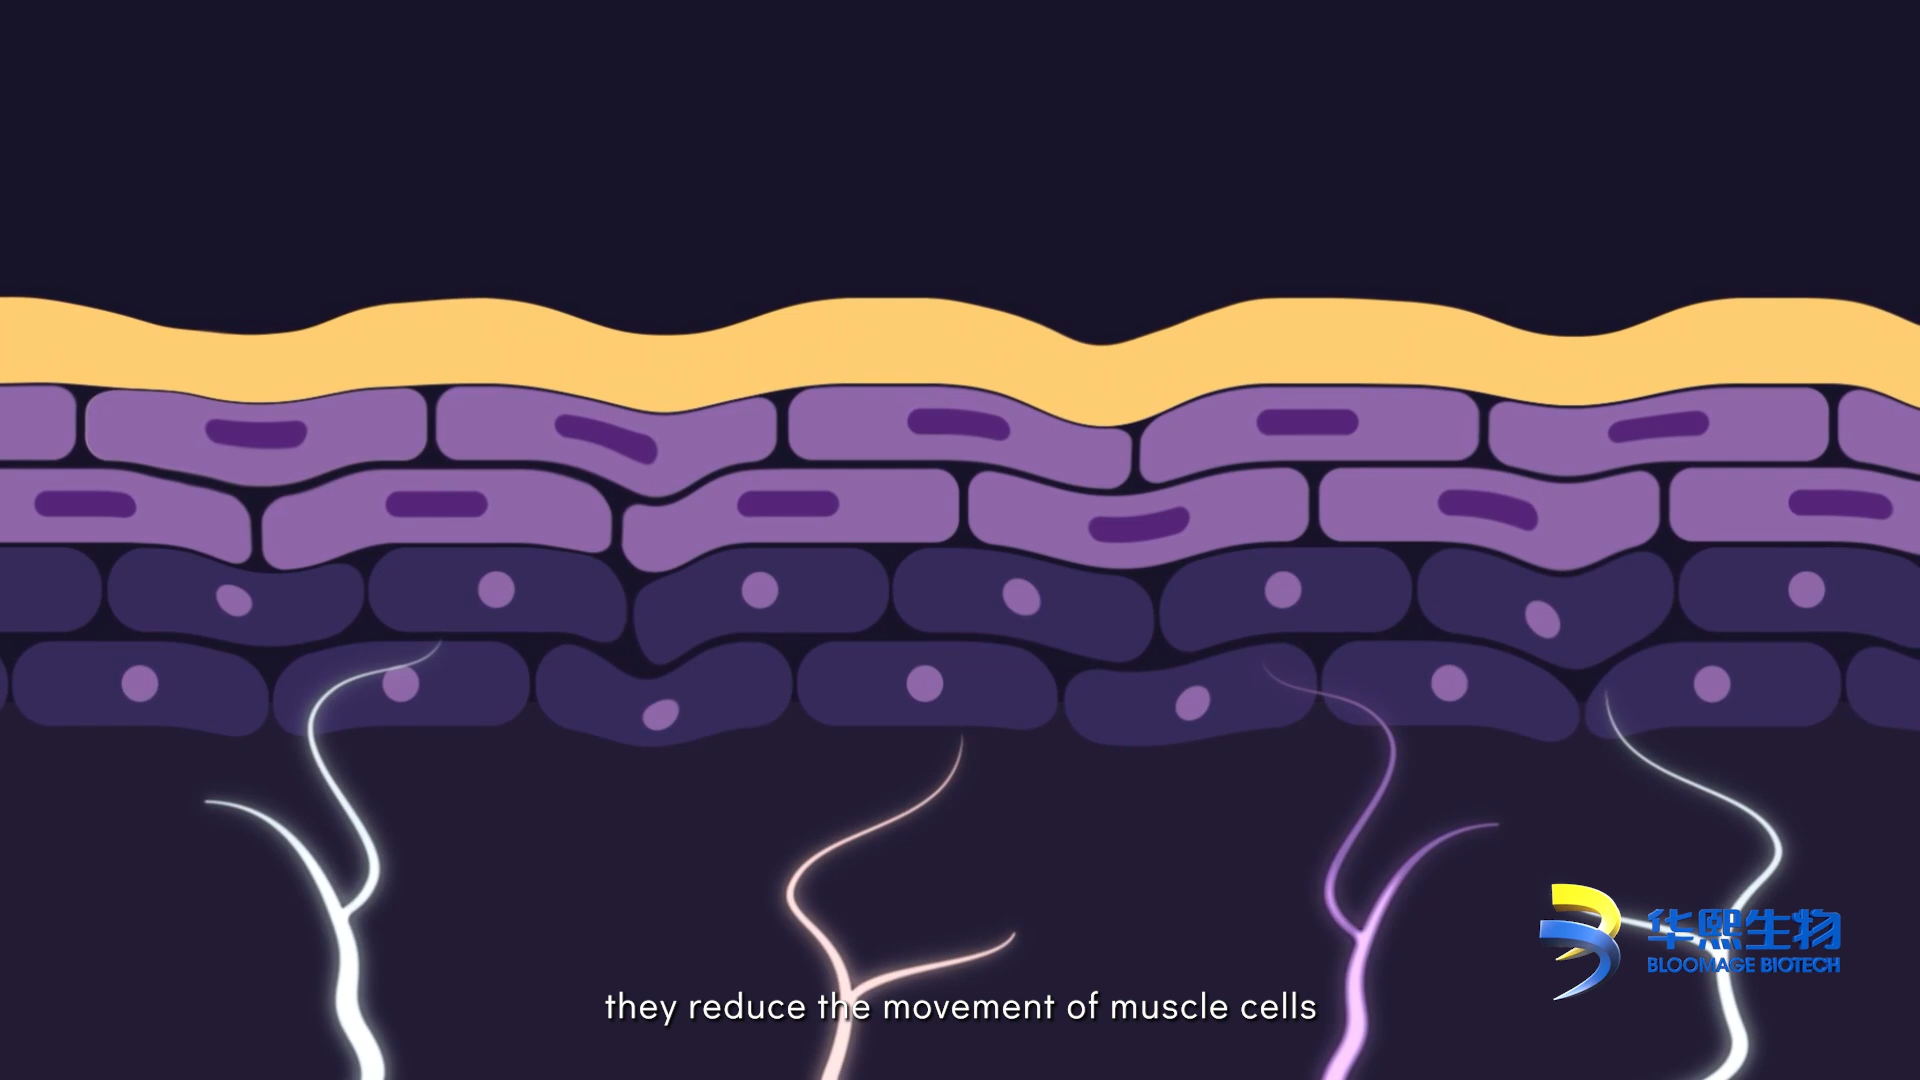 华熙生物
BLOOMAGE BIOTECH
they reduce the movement of muscle cells